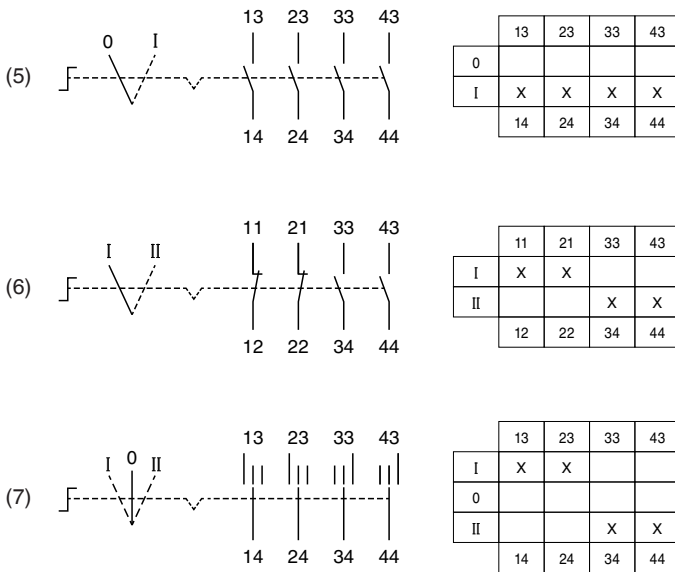 13 23 33 43
0 I
(5)
14 24 34 44
13 23 33 43
0
I X X X X
14 24 34 44
11 21 33 43
I II
(6)
12 22 34 44
11 21 33 43
I X X
II X X
12 22 34 44
13 23 33 43
I 0 II
(7)
14 24 34 44
13 23 33 43
I X X
0
II X X
14 24 34 44